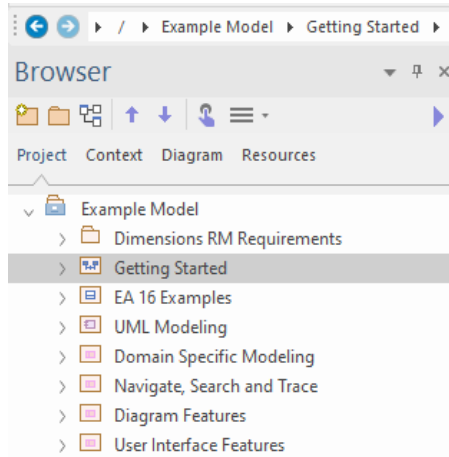 / Example Model Getting Started
Browser
Project Context Diagram Resources
Example Model
Dimensions RM Requirements
Getting Started
EA 16 Examples
UML Modeling
Domain Specific Modeling
Navigate, Search and Trace
Diagram Features
User Interface Features